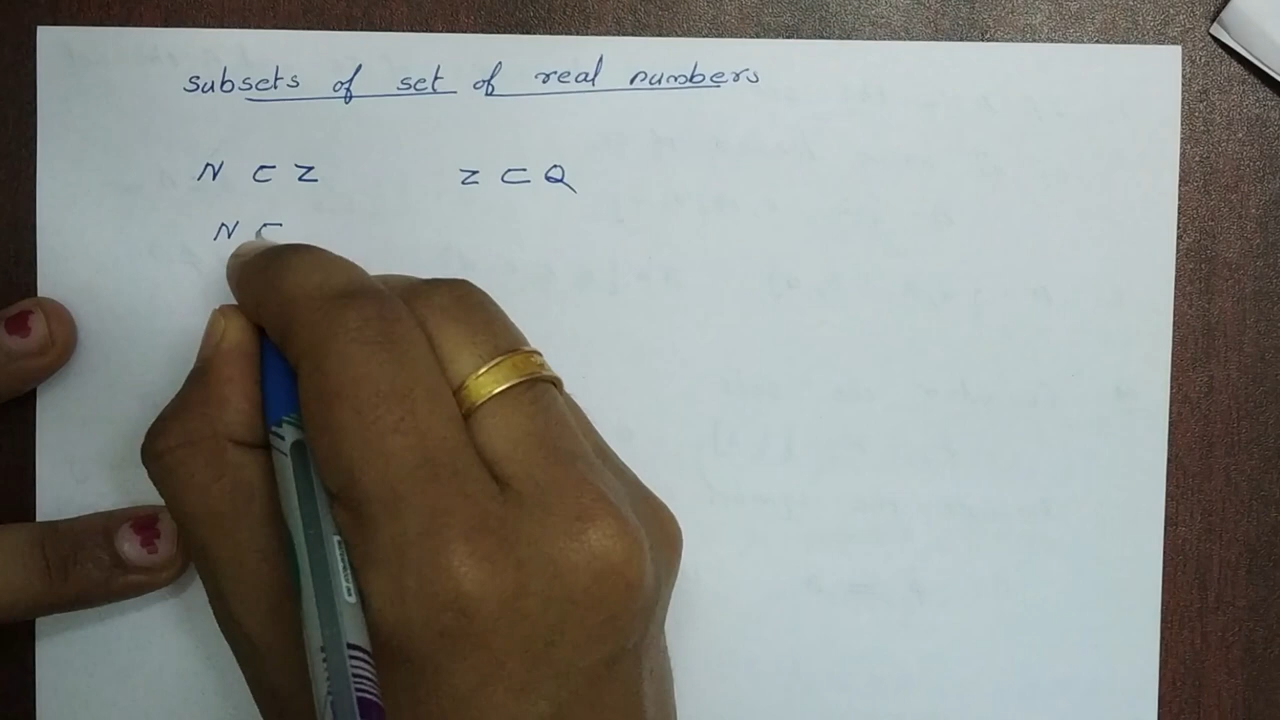 subsets of set of real numbers
N ⊂ Z Z ⊂ Q
N ⊂